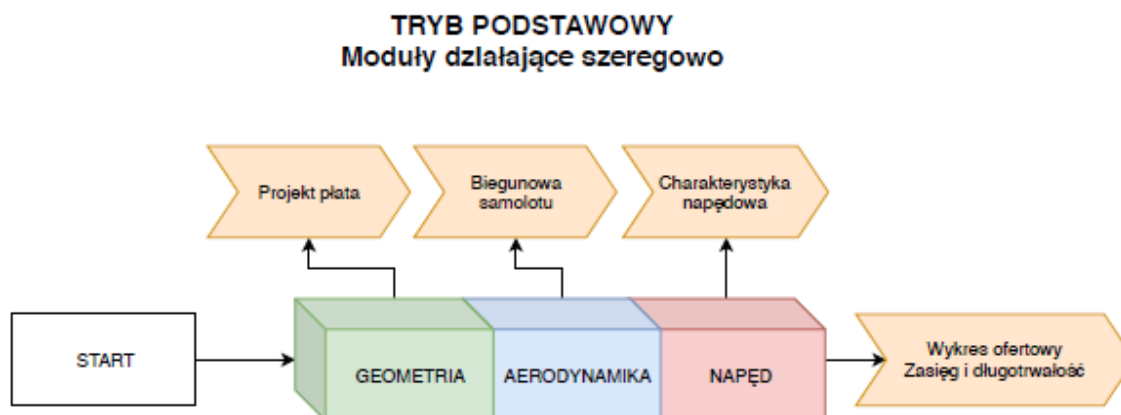 TRYB PODSTAWOWY
Moduły działające szeregowo
Projekt płata
Biegunowa
samolotu
Charakterystyka
napędowa
START
GEOMETRIA
AERODYNAMIKA
NAPĘD
Wykres ofertowy
Zasięg i długotrwałość